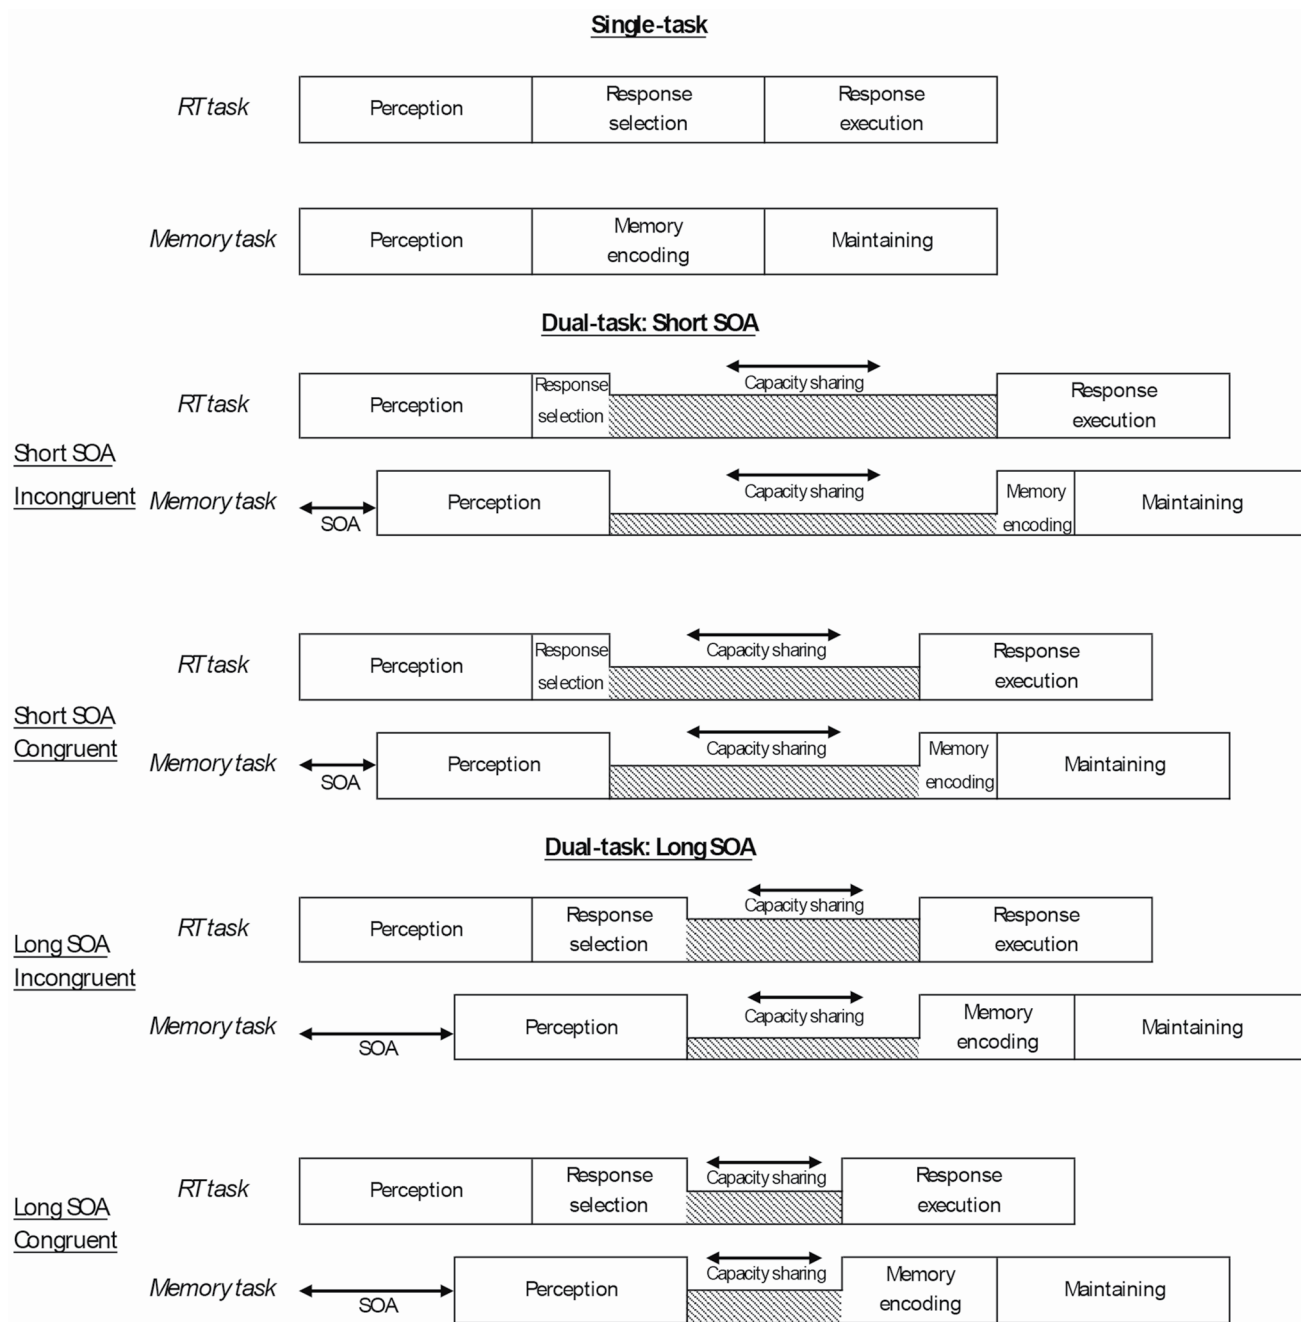 Single-task
RT task
Perception
Response
selection
Response
execution
Memory task
Perception
Memory
encoding
Maintaining
Dual-task: Short SOA
Short SOA
Incongruent
RT task
Perception
Response
selection
Capacity sharing
Response
execution
Memory task
SOA
Perception
Capacity sharing
Memory
encoding
Maintaining
Short SOA
Congruent
RT task
Perception
Response
selection
Capacity sharing
Response
execution
Memory task
SOA
Perception
Capacity sharing
Memory
encoding
Maintaining
Dual-task: Long SOA
Long SOA
Incongruent
RT task
Perception
Response
selection
Capacity sharing
Response
execution
Memory task
SOA
Perception
Capacity sharing
Memory
encoding
Maintaining
Long SOA
Congruent
RT task
Perception
Response
selection
Capacity sharing
Response
execution
Memory task
SOA
Perception
Capacity sharing
Memory
encoding
Maintaining